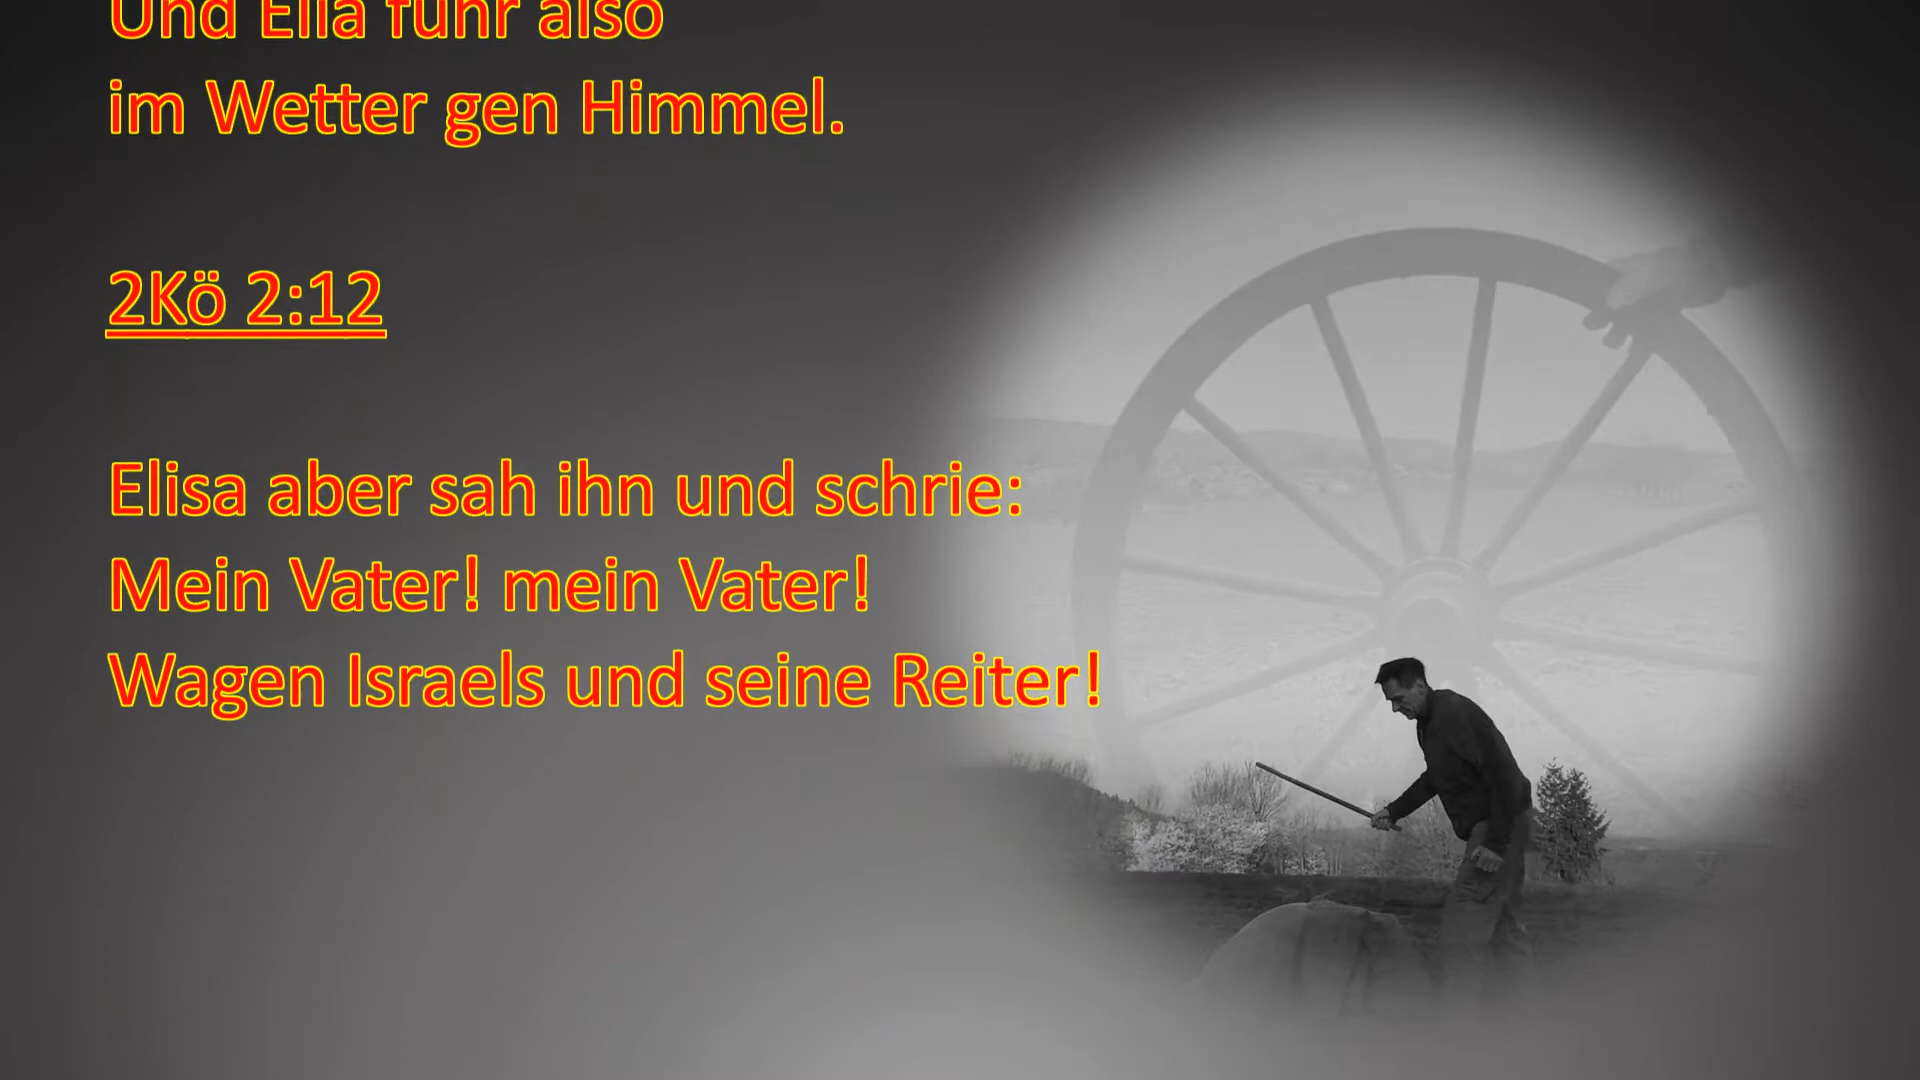 Und Elia fuhr also
im Wetter gen Himmel.
2Kö 2:12
Elisa aber sah ihn und schrie:
Mein Vater! mein Vater!
Wagen Israels und seine Reiter!